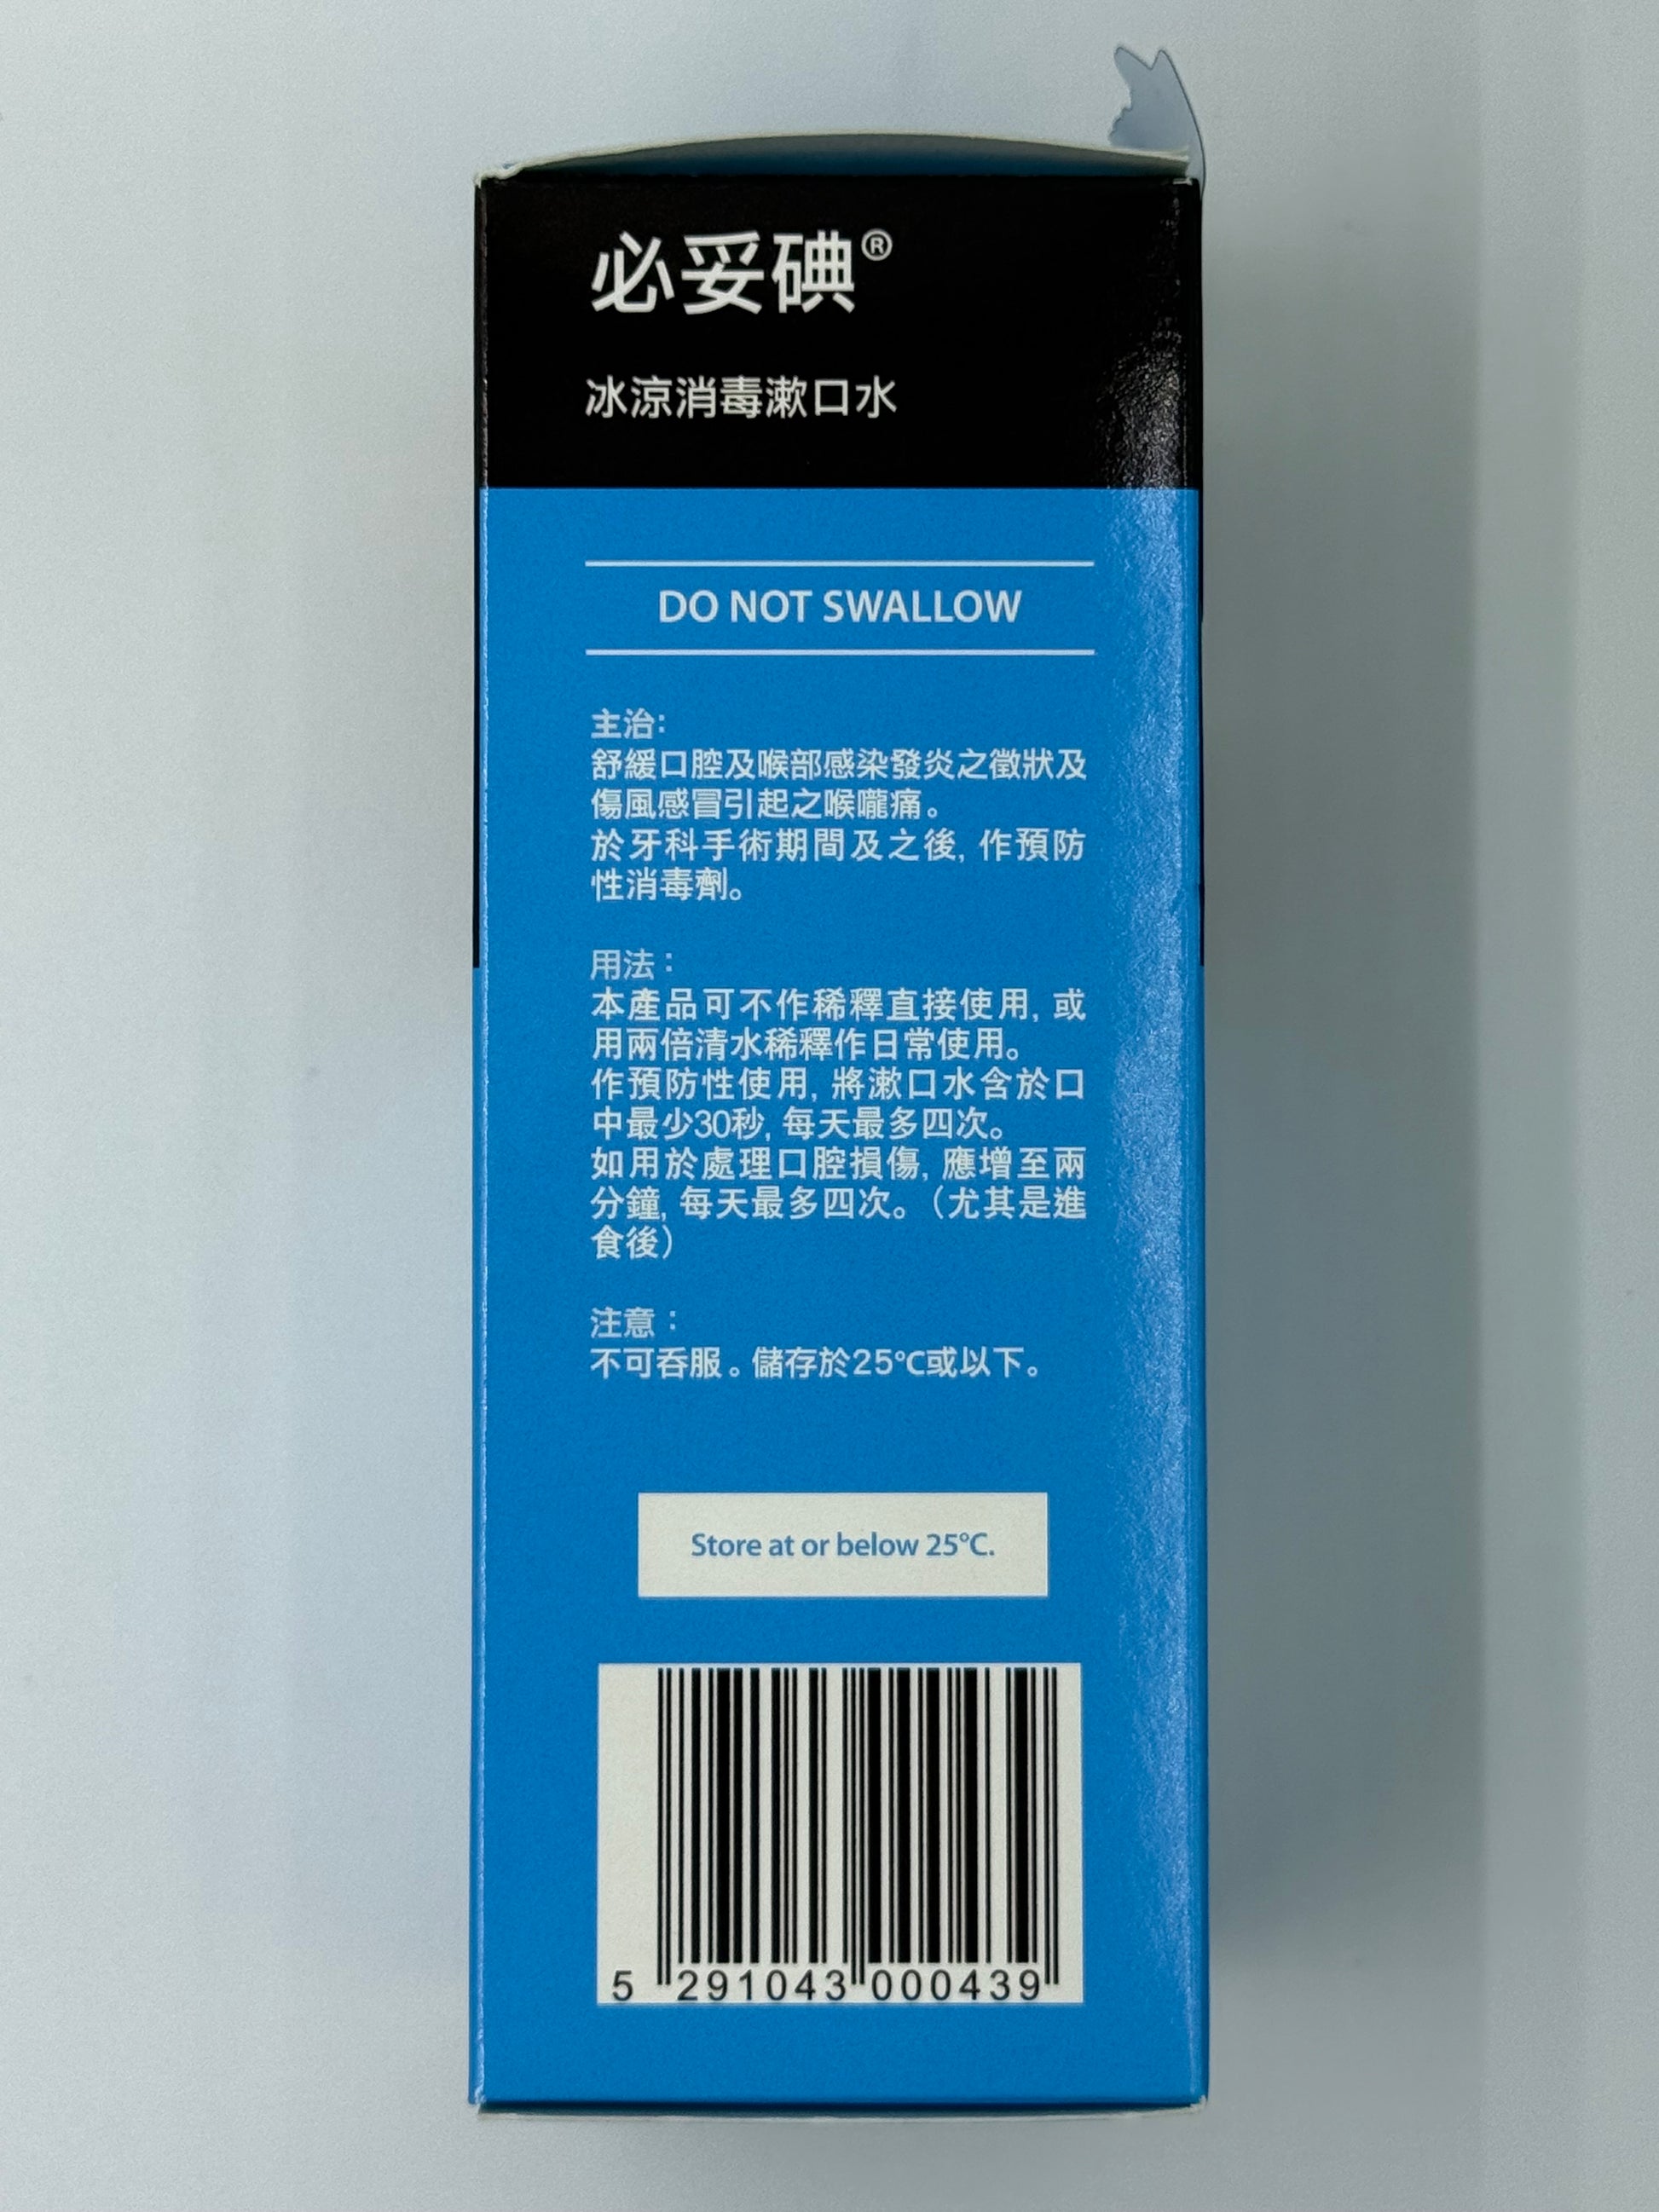 必妥碘®
冰涼消毒漱口水
DO NOT SWALLOW
主治:
舒緩口腔及喉部感染發炎之徵狀及
傷風感冒引起之喉嚨痛。
於牙科手術期間及之後, 作預防
性消毒劑。
用法：
本產品可不作稀釋直接使用, 或
用兩倍清水稀釋作日常使用。
作預防性使用, 將漱口水含於口
中最少30秒, 每天最多四次。
如用於處理口腔損傷, 應增至兩
分鐘, 每天最多四次。（尤其是進
食後）
注意：
不可吞服。儲存於25℃或以下。
Store at or below 25°C.
5 291043 000439